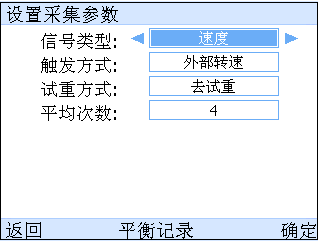 设置采集参数
信号类型: 速度
触发方式: 外部转速
试重方式: 去试重
平均次数: 4
返回 平衡记录 确定